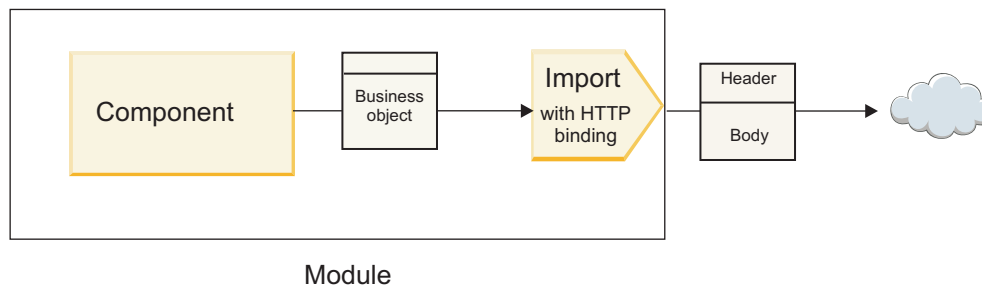 Component
Business
object
Import
with HTTP
binding
Header
Body
Module